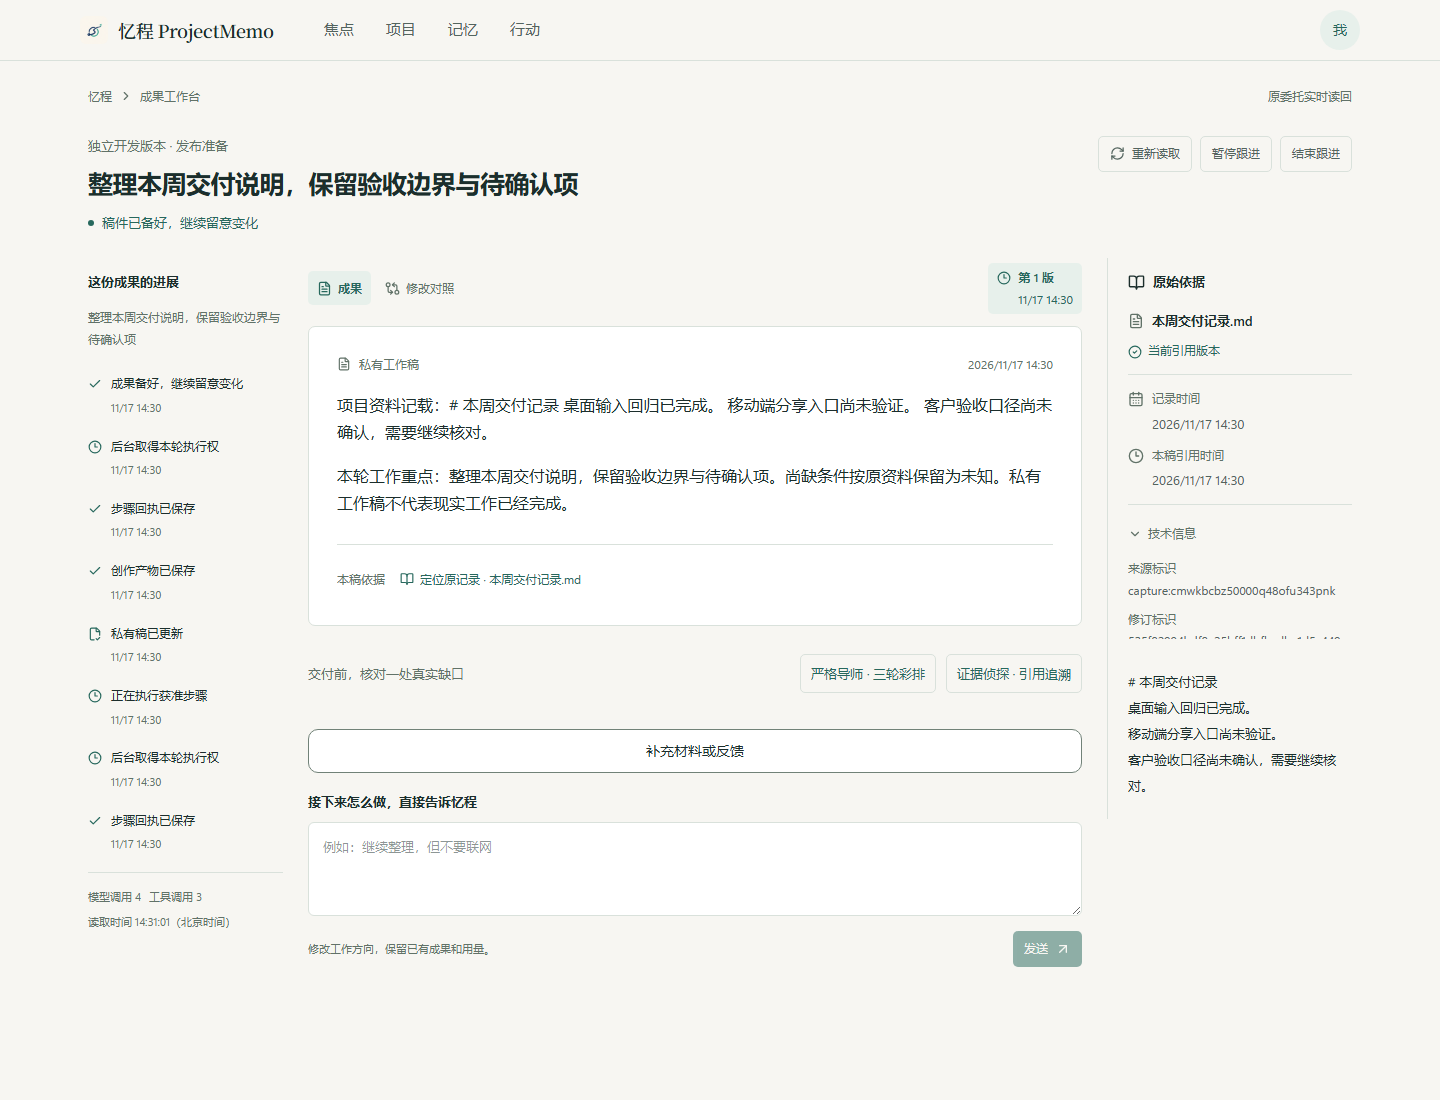 忆程 ProjectMemo
焦点
项目
记忆
行动
我
忆程
成果工作台
原委托实时读回
独立开发版本 · 发布准备
整理本周交付说明，保留验收边界与待确认项
稿件已备好，继续留意变化
重新读取
暂停跟进
结束跟进
这份成果的进展
整理本周交付说明，保留验收边界与
待确认项
成果备好，继续留意变化
11/17 14:30
后台取得本轮执行权
11/17 14:30
步骤回执已保存
11/17 14:30
创作产物已保存
11/17 14:30
私有稿已更新
11/17 14:30
正在执行获准步骤
11/17 14:30
后台取得本轮执行权
11/17 14:30
步骤回执已保存
11/17 14:30
模型调用 4 工具调用 3
读取时间 14:31:01（北京时间）
成果
修改对照
第 1 版
11/17 14:30
私有工作稿
2026/11/17 14:30
项目资料记载：# 本周交付记录 桌面输入回归已完成。 移动端分享入口尚未验证。 客户验收口径尚未
确认，需要继续核对。
本轮工作重点：整理本周交付说明，保留验收边界与待确认项。尚缺条件按原资料保留为未知。私有
工作稿不代表现实工作已经完成。
本稿依据
定位原记录 · 本周交付记录.md
交付前，核对一处真实缺口
严格导师 · 三轮彩排
证据侦探 · 引用追溯
补充材料或反馈
接下来怎么做，直接告诉忆程
例如：继续整理，但不要联网
修改工作方向，保留已有成果和用量。
发送
原始依据
本周交付记录.md
当前引用版本
记录时间
2026/11/17 14:30
本稿引用时间
2026/11/17 14:30
技术信息
来源标识
capture:cmwkbcbz50000q48ofu343pnk
修订标识
# 本周交付记录
桌面输入回归已完成。
移动端分享入口尚未验证。
客户验收口径尚未确认，需要继续核
对。